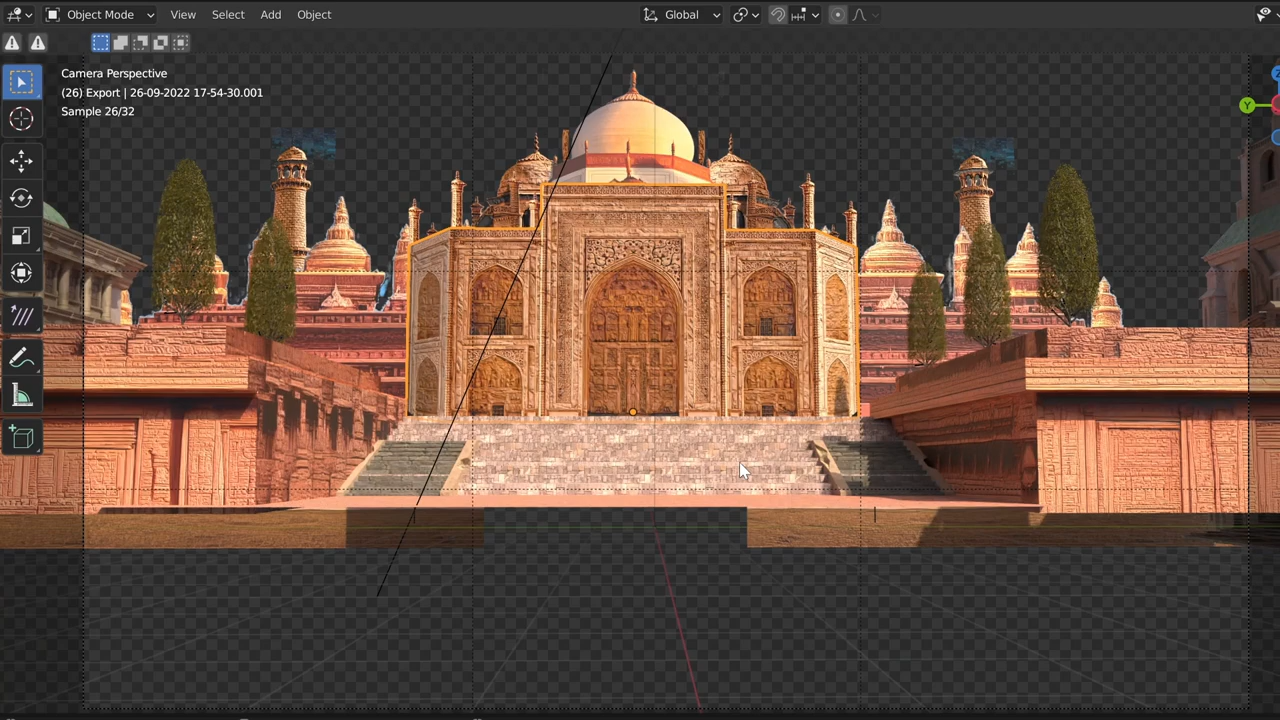 Object Mode View Select Add Object Global
Camera Perspective
(26) Export | 26-09-2022 17-54-30.001
Sample 26/32
Z
Y